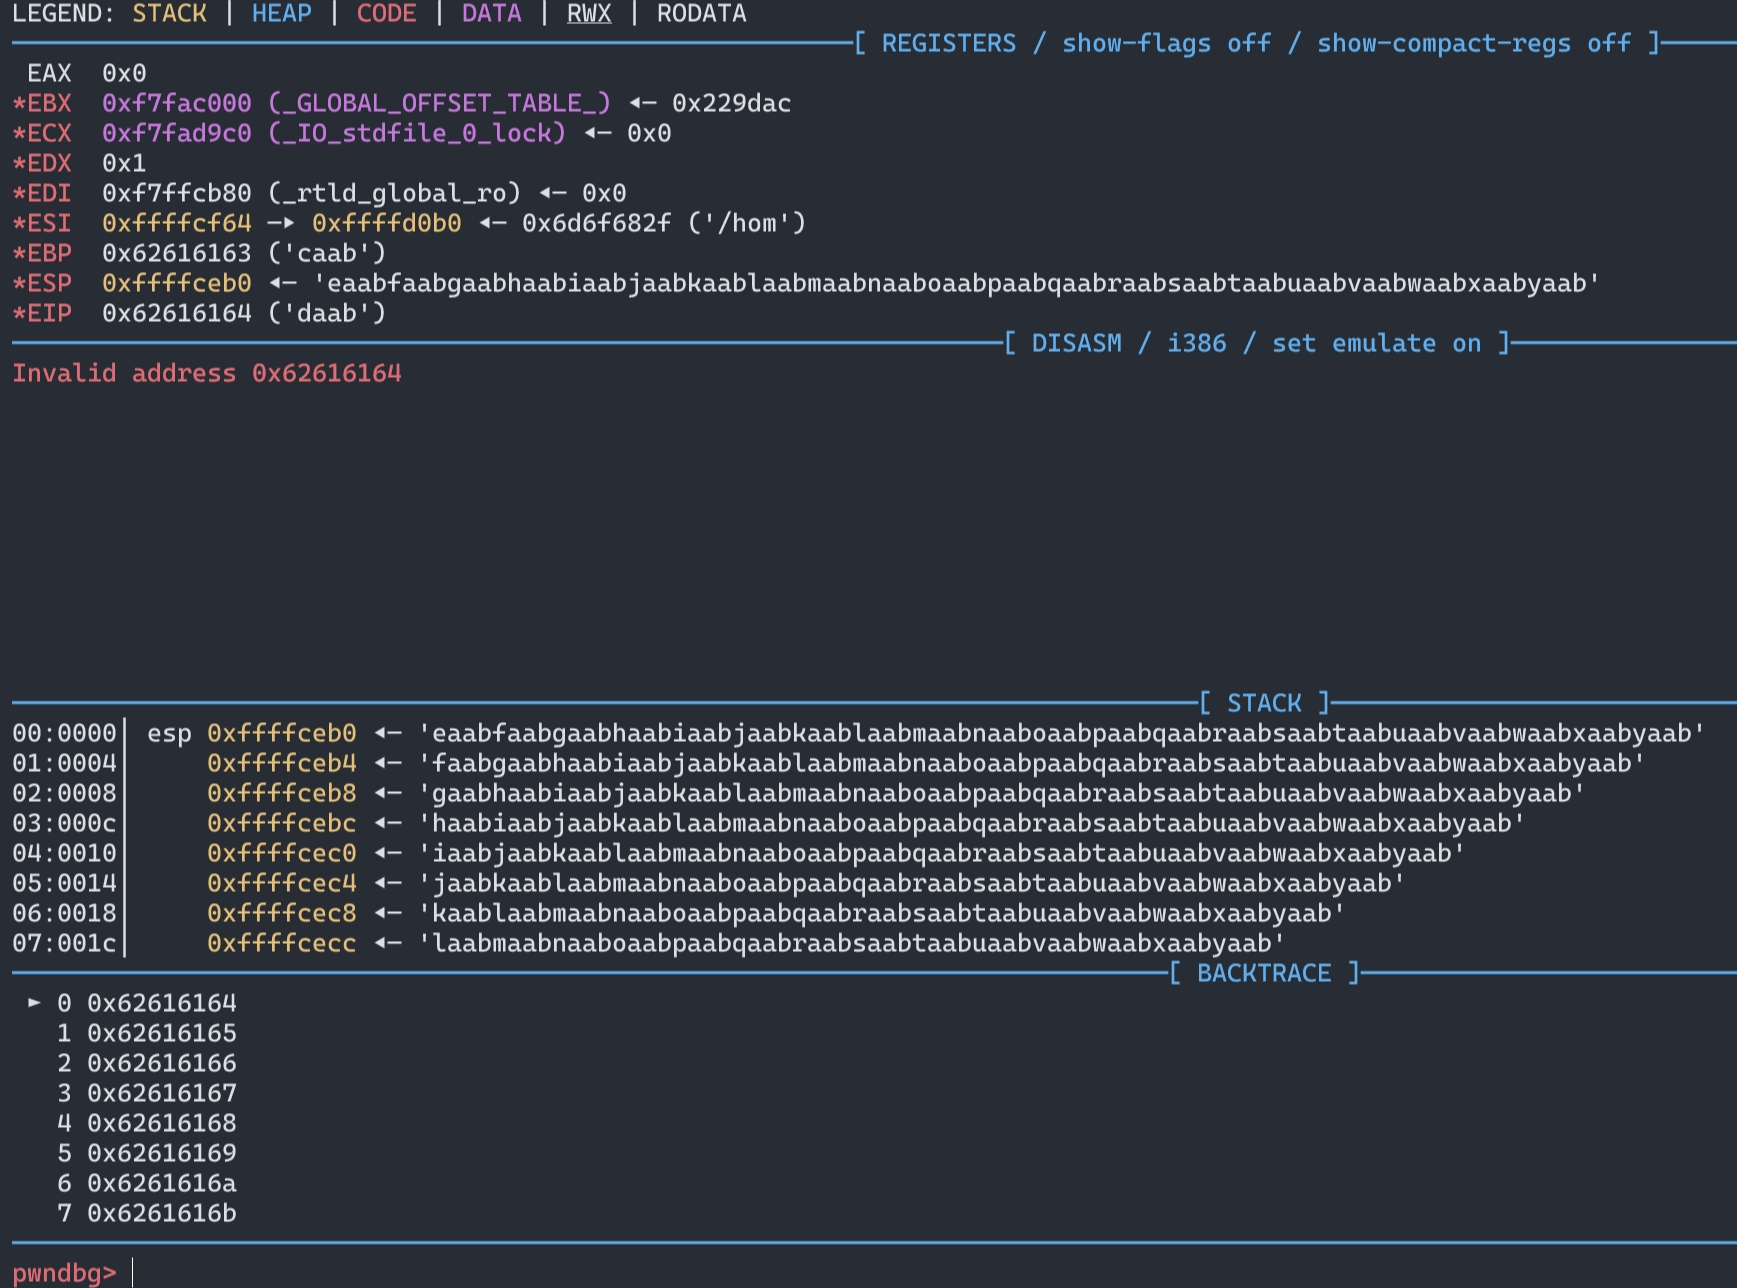 LEGEND: STACK | HEAP | CODE | DATA | RWX | RODATA
[ REGISTERS / show-flags off / show-compact-regs off ]
EAX 0x0
*EBX 0xf7fac000 (_GLOBAL_OFFSET_TABLE_) ◂— 0x229dac
*ECX 0xf7fad9c0 (_IO_stdfile_0_lock) ◂— 0x0
*EDX 0x1
*EDI 0xf7ffcb80 (_rtld_global_ro) ◂— 0x0
*ESI 0xffffcf64 —▸ 0xffffd0b0 ◂— 0x6d6f682f ('/hom')
*EBP 0x62616163 ('caab')
*ESP 0xffffceb0 ◂— 'eaabfaabgaabhaabiaabjaabkaablaabmaabnaaboaabpaabqaabraabsaabtaabuaabvaabwaabxaabyaab'
*EIP 0x62616164 ('daab')
[ DISASM / i386 / set emulate on ]
Invalid address 0x62616164
[ STACK ]
00:0000│ esp 0xffffceb0 ◂— 'eaabfaabgaabhaabiaabjaabkaablaabmaabnaaboaabpaabqaabraabsaabtaabuaabvaabwaabxaabyaab'
01:0004│ 0xffffceb4 ◂— 'faabgaabhaabiaabjaabkaablaabmaabnaaboaabpaabqaabraabsaabtaabuaabvaabwaabxaabyaab'
02:0008│ 0xffffceb8 ◂— 'gaabhaabiaabjaabkaablaabmaabnaaboaabpaabqaabraabsaabtaabuaabvaabwaabxaabyaab'
03:000c│ 0xffffcebc ◂— 'haabiaabjaabkaablaabmaabnaaboaabpaabqaabraabsaabtaabuaabvaabwaabxaabyaab'
04:0010│ 0xffffcec0 ◂— 'iaabjaabkaablaabmaabnaaboaabpaabqaabraabsaabtaabuaabvaabwaabxaabyaab'
05:0014│ 0xffffcec4 ◂— 'jaabkaablaabmaabnaaboaabpaabqaabraabsaabtaabuaabvaabwaabxaabyaab'
06:0018│ 0xffffcec8 ◂— 'kaablaabmaabnaaboaabpaabqaabraabsaabtaabuaabvaabwaabxaabyaab'
07:001c│ 0xffffcecc ◂— 'laabmaabnaaboaabpaabqaabraabsaabtaabuaabvaabwaabxaabyaab'
[ BACKTRACE ]
► 0 0x62616164
1 0x62616165
2 0x62616166
3 0x62616167
4 0x62616168
5 0x62616169
6 0x6261616a
7 0x6261616b
pwndbg>